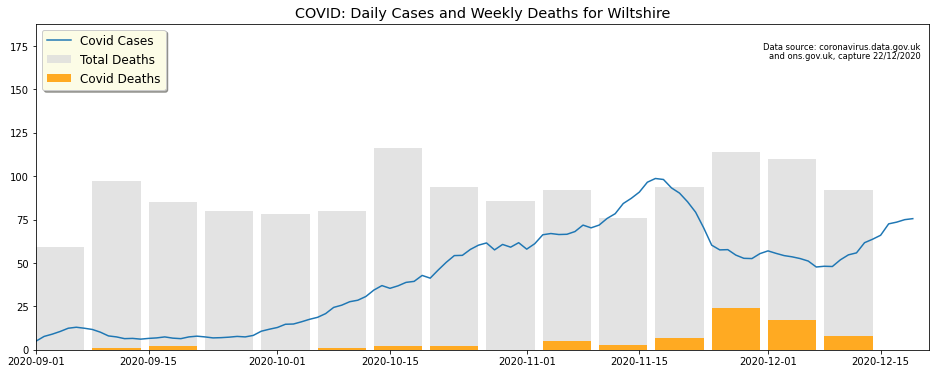 COVID: Daily Cases and Weekly Deaths for Wiltshire
Covid Cases
Total Deaths
Covid Deaths
Data source: coronavirus.data.gov.uk
and ons.gov.uk, capture 22/12/2020
175
150
125
100
75
50
25
0
2020-09-01 2020-09-15 2020-10-01 2020-10-15 2020-11-01 2020-11-15 2020-12-01 2020-12-15